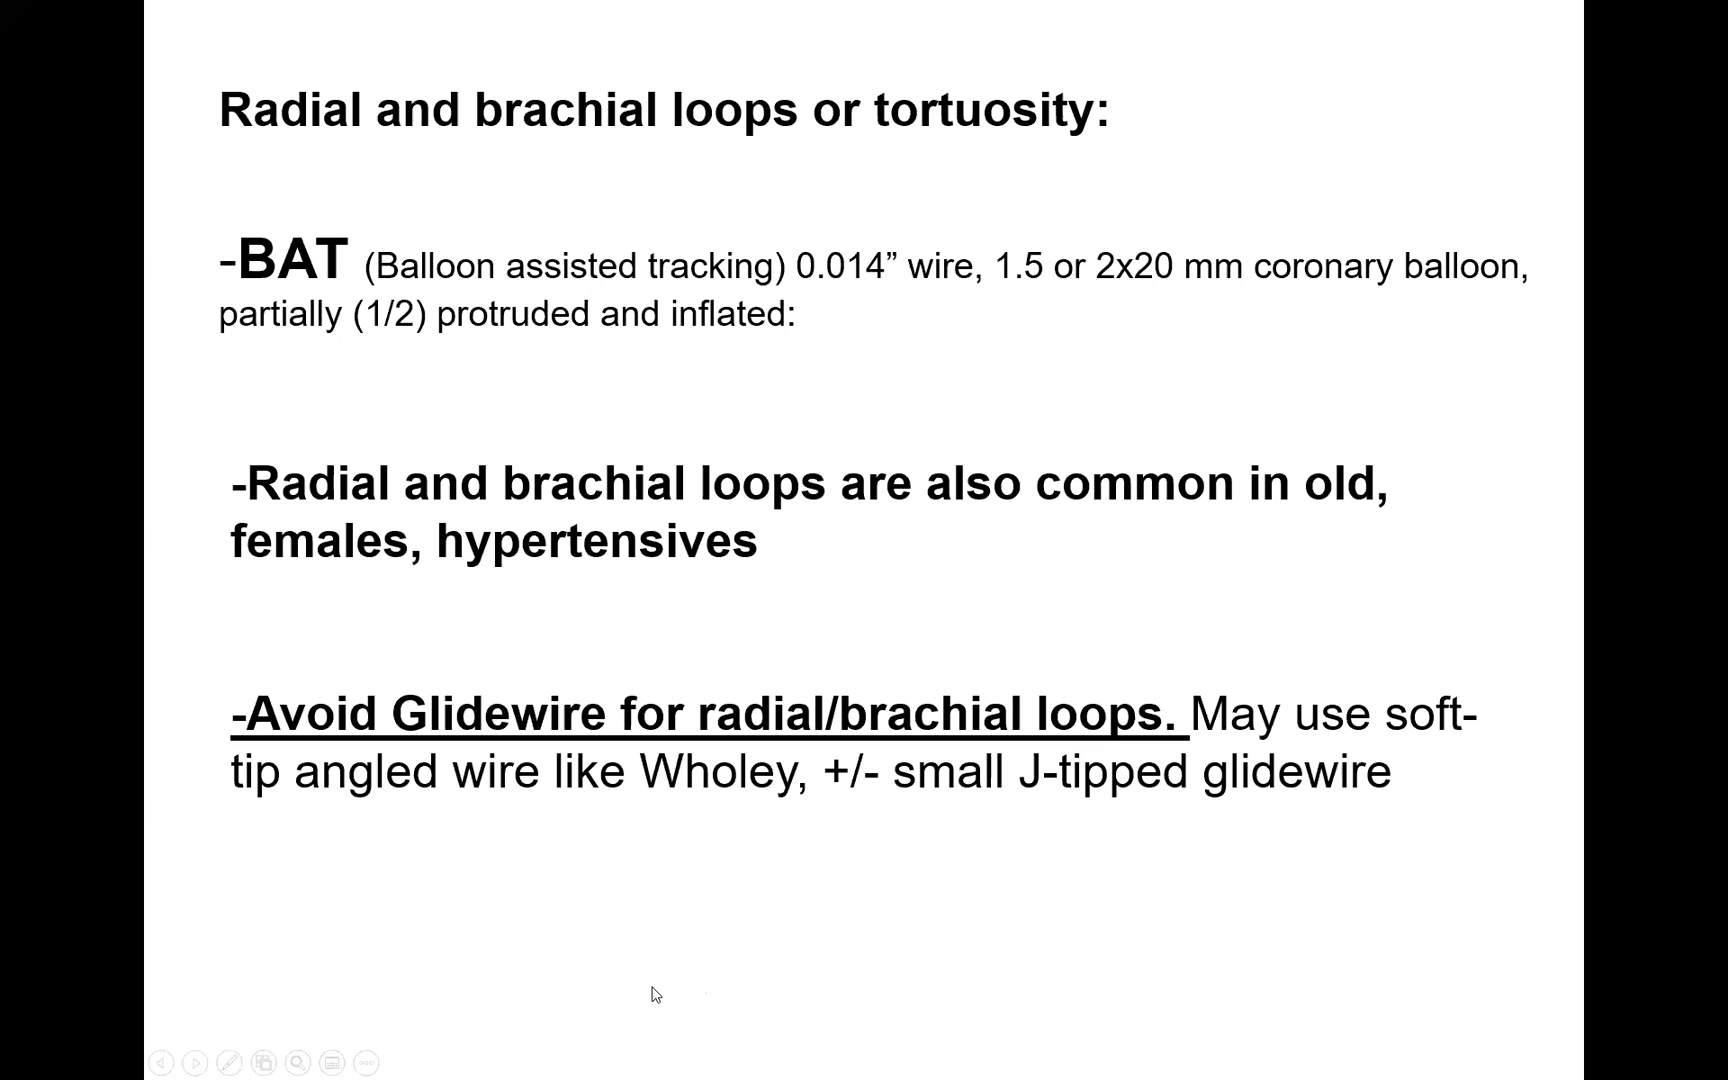 Radial and brachial loops or tortuosity:
-BAT (Balloon assisted tracking) 0.014” wire, 1.5 or 2x20 mm coronary balloon,
partially (1/2) protruded and inflated:
-Radial and brachial loops are also common in old,
females, hypertensives
-Avoid Glidewire for radial/brachial loops. May use soft-
tip angled wire like Wholey, +/- small J-tipped glidewire